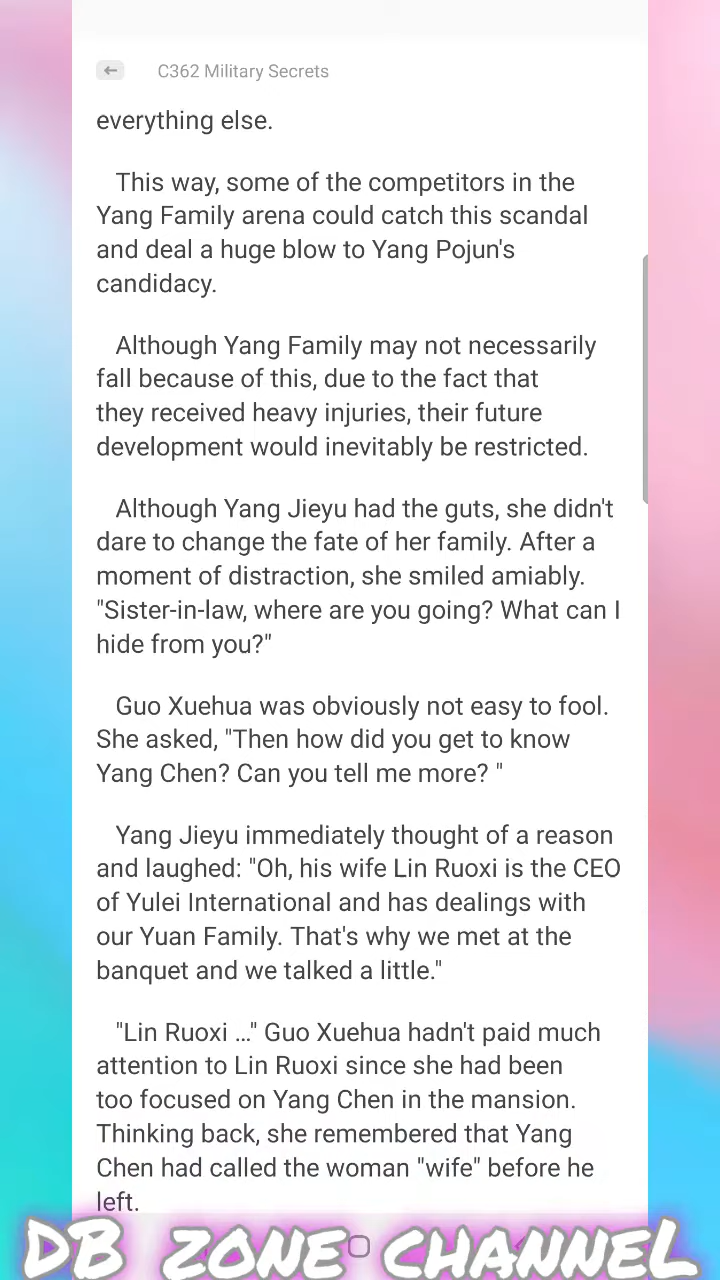 C362 Military Secrets
everything else.
This way, some of the competitors in the
Yang Family arena could catch this scandal
and deal a huge blow to Yang Pojun's
candidacy.
Although Yang Family may not necessarily
fall because of this, due to the fact that
they received heavy injuries, their future
development would inevitably be restricted.
Although Yang Jieyu had the guts, she didn't
dare to change the fate of her family. After a
moment of distraction, she smiled amiably.
"Sister-in-law, where are you going? What can I
hide from you?"
Guo Xuehua was obviously not easy to fool.
She asked, "Then how did you get to know
Yang Chen? Can you tell me more? "
Yang Jieyu immediately thought of a reason
and laughed: "Oh, his wife Lin Ruoxi is the CEO
of Yulei International and has dealings with
our Yuan Family. That's why we met at the
banquet and we talked a little."
"Lin Ruoxi ..." Guo Xuehua hadn't paid much
attention to Lin Ruoxi since she had been
too focused on Yang Chen in the mansion.
Thinking back, she remembered that Yang
Chen had called the woman "wife" before he
left.
DB ZONE CHANNEL